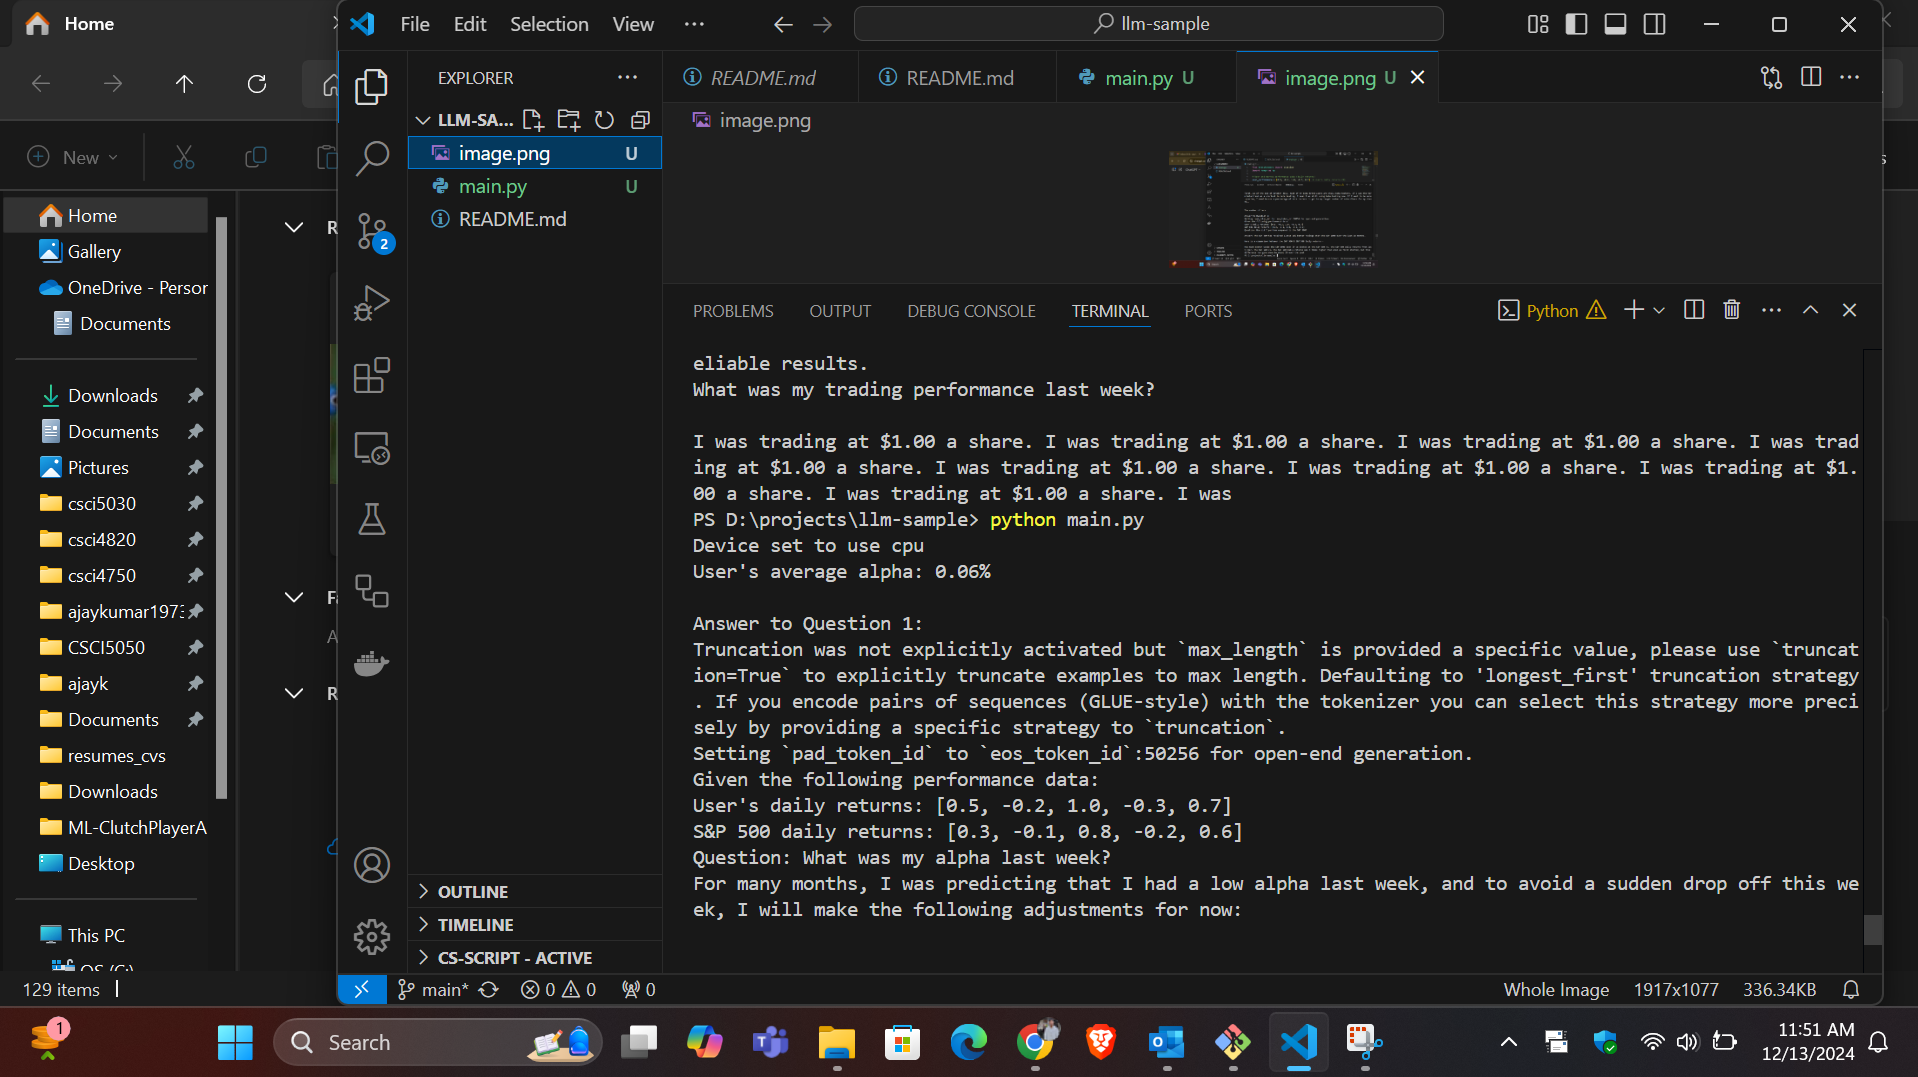 Home
File Edit Selection View ··· llm-sample
New
Home
Gallery
OneDrive - Persor
Documents
Downloads
Documents
Pictures
csci5030
csci4820
csci4750
ajaykumar1973
CSCI5050
ajayk
Documents
resumes_cvs
Downloads
ML-ClutchPlayerA
Desktop
This PC
OS (C:)
129 items
R
Fa
A
R
2
EXPLORER
LLM-SA...
image.png U
main.py U
README.md
OUTLINE
TIMELINE
CS-SCRIPT - ACTIVE
README.md README.md main.py U image.png U
image.png
PROBLEMS OUTPUT DEBUG CONSOLE TERMINAL PORTS Python
eliable results.
What was my trading performance last week?
I was trading at $1.00 a share. I was trading at $1.00 a share. I was trading at $1.00 a share. I was trad
ing at $1.00 a share. I was trading at $1.00 a share. I was trading at $1.00 a share. I was trading at $1.
00 a share. I was trading at $1.00 a share. I was
PS D:\projects\llm-sample> python main.py
Device set to use cpu
User's average alpha: 0.06%
Answer to Question 1:
Truncation was not explicitly activated but `max_length` is provided a specific value, please use `truncat
ion=True` to explicitly truncate examples to max length. Defaulting to 'longest_first' truncation strategy
. If you encode pairs of sequences (GLUE-style) with the tokenizer you can select this strategy more preci
sely by providing a specific strategy to `truncation`.
Setting `pad_token_id` to `eos_token_id`:50256 for open-end generation.
Given the following performance data:
User's daily returns: [0.5, -0.2, 1.0, -0.3, 0.7]
S&P 500 daily returns: [0.3, -0.1, 0.8, -0.2, 0.6]
Question: What was my alpha last week?
For many months, I was predicting that I had a low alpha last week, and to avoid a sudden drop off this we
ek, I will make the following adjustments for now:
main* 0 0 0 Whole Image 1917x1077 336.34KB
1
Search
11:51 AM
12/13/2024